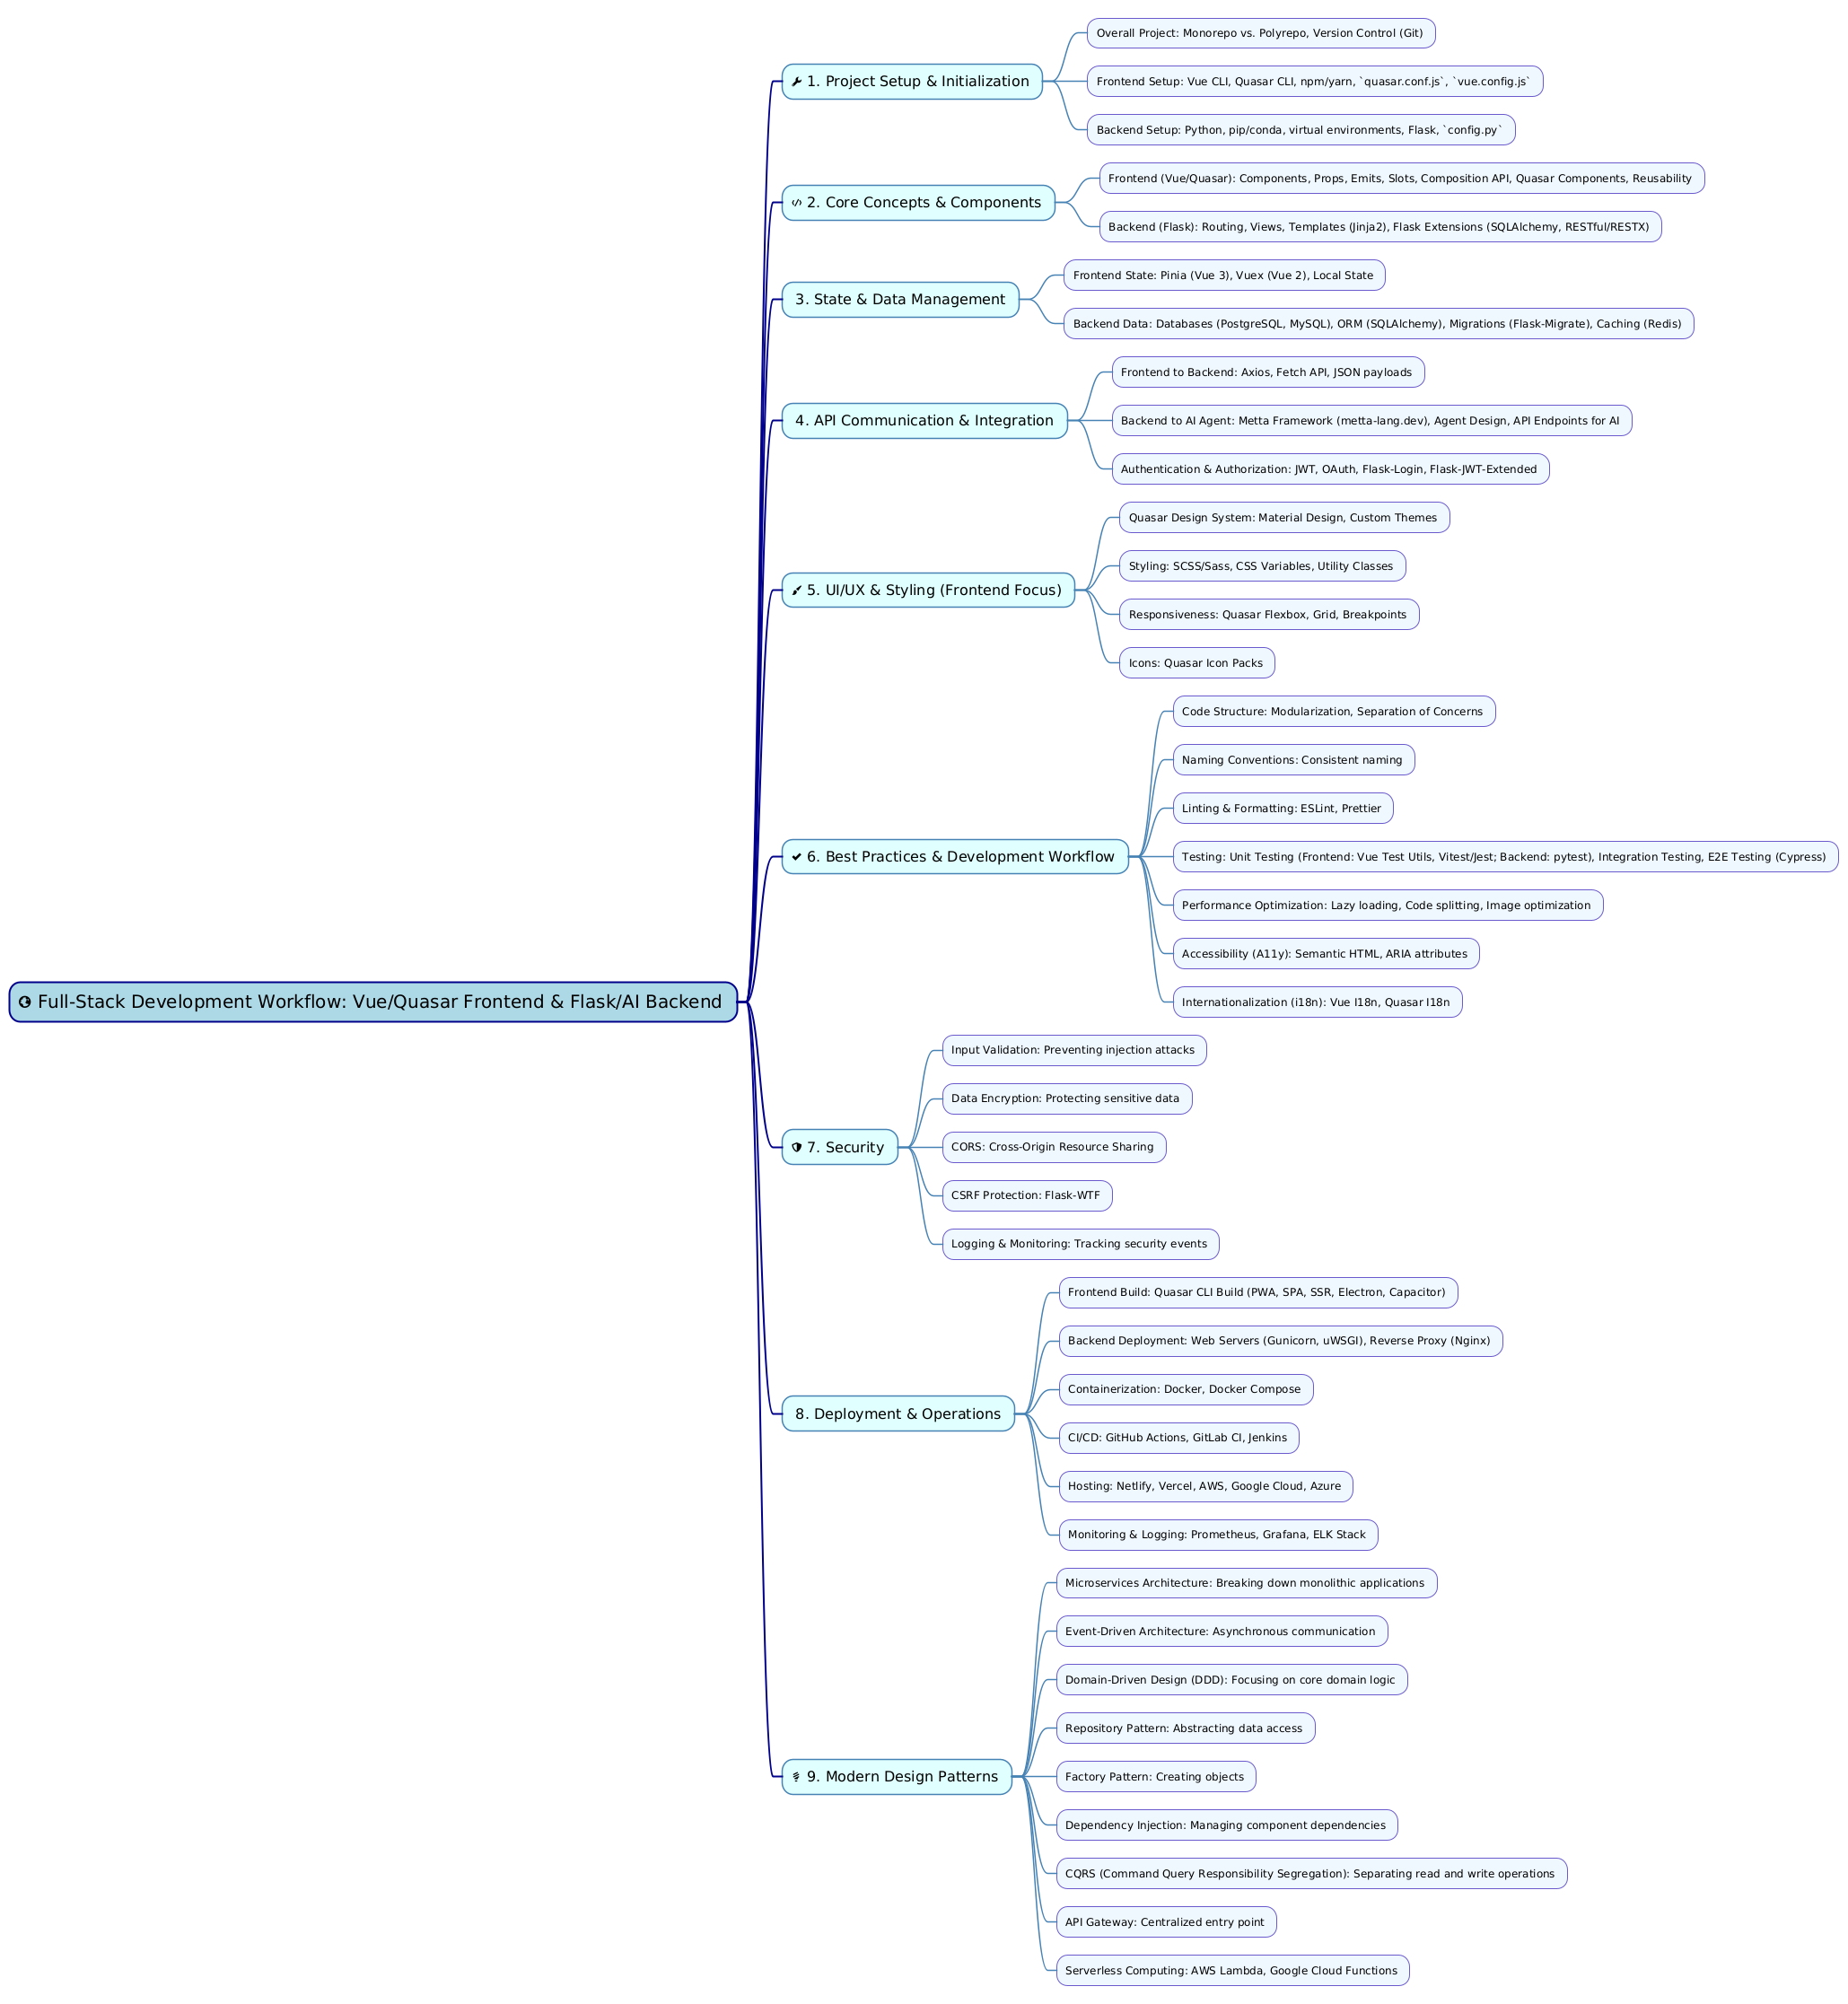 Overall Project: Monorepo vs. Polyrepo, Version Control (Git)
1. Project Setup & Initialization
Frontend Setup: Vue CLI, Quasar CLI, npm/yarn, `quasar.conf.js`, `vue.config.js`
Backend Setup: Python, pip/conda, virtual environments, Flask, `config.py`
Frontend (Vue/Quasar): Components, Props, Emits, Slots, Composition API, Quasar Components, Reusability
2. Core Concepts & Components
Backend (Flask): Routing, Views, Templates (Jinja2), Flask Extensions (SQLAlchemy, RESTful/RESTX)
Frontend State: Pinia (Vue 3), Vuex (Vue 2), Local State
3. State & Data Management
Backend Data: Databases (PostgreSQL, MySQL), ORM (SQLAlchemy), Migrations (Flask-Migrate), Caching (Redis)
Frontend to Backend: Axios, Fetch API, JSON payloads
4. API Communication & Integration
Backend to AI Agent: Metta Framework (metta-lang.dev), Agent Design, API Endpoints for AI
Authentication & Authorization: JWT, OAuth, Flask-Login, Flask-JWT-Extended
Quasar Design System: Material Design, Custom Themes
Styling: SCSS/Sass, CSS Variables, Utility Classes
5. UI/UX & Styling (Frontend Focus)
Responsiveness: Quasar Flexbox, Grid, Breakpoints
Icons: Quasar Icon Packs
Code Structure: Modularization, Separation of Concerns
Naming Conventions: Consistent naming
Linting & Formatting: ESLint, Prettier
6. Best Practices & Development Workflow
Testing: Unit Testing (Frontend: Vue Test Utils, Vitest/Jest; Backend: pytest), Integration Testing, E2E Testing (Cypress)
Performance Optimization: Lazy loading, Code splitting, Image optimization
Accessibility (A11y): Semantic HTML, ARIA attributes
Internationalization (i18n): Vue I18n, Quasar I18n
Full-Stack Development Workflow: Vue/Quasar Frontend & Flask/AI Backend
Input Validation: Preventing injection attacks
Data Encryption: Protecting sensitive data
7. Security
CORS: Cross-Origin Resource Sharing
CSRF Protection: Flask-WTF
Logging & Monitoring: Tracking security events
Frontend Build: Quasar CLI Build (PWA, SPA, SSR, Electron, Capacitor)
Backend Deployment: Web Servers (Gunicorn, uWSGI), Reverse Proxy (Nginx)
Containerization: Docker, Docker Compose
8. Deployment & Operations
CI/CD: GitHub Actions, GitLab CI, Jenkins
Hosting: Netlify, Vercel, AWS, Google Cloud, Azure
Monitoring & Logging: Prometheus, Grafana, ELK Stack
Microservices Architecture: Breaking down monolithic applications
Event-Driven Architecture: Asynchronous communication
Domain-Driven Design (DDD): Focusing on core domain logic
Repository Pattern: Abstracting data access
9. Modern Design Patterns
Factory Pattern: Creating objects
Dependency Injection: Managing component dependencies
CQRS (Command Query Responsibility Segregation): Separating read and write operations
API Gateway: Centralized entry point
Serverless Computing: AWS Lambda, Google Cloud Functions